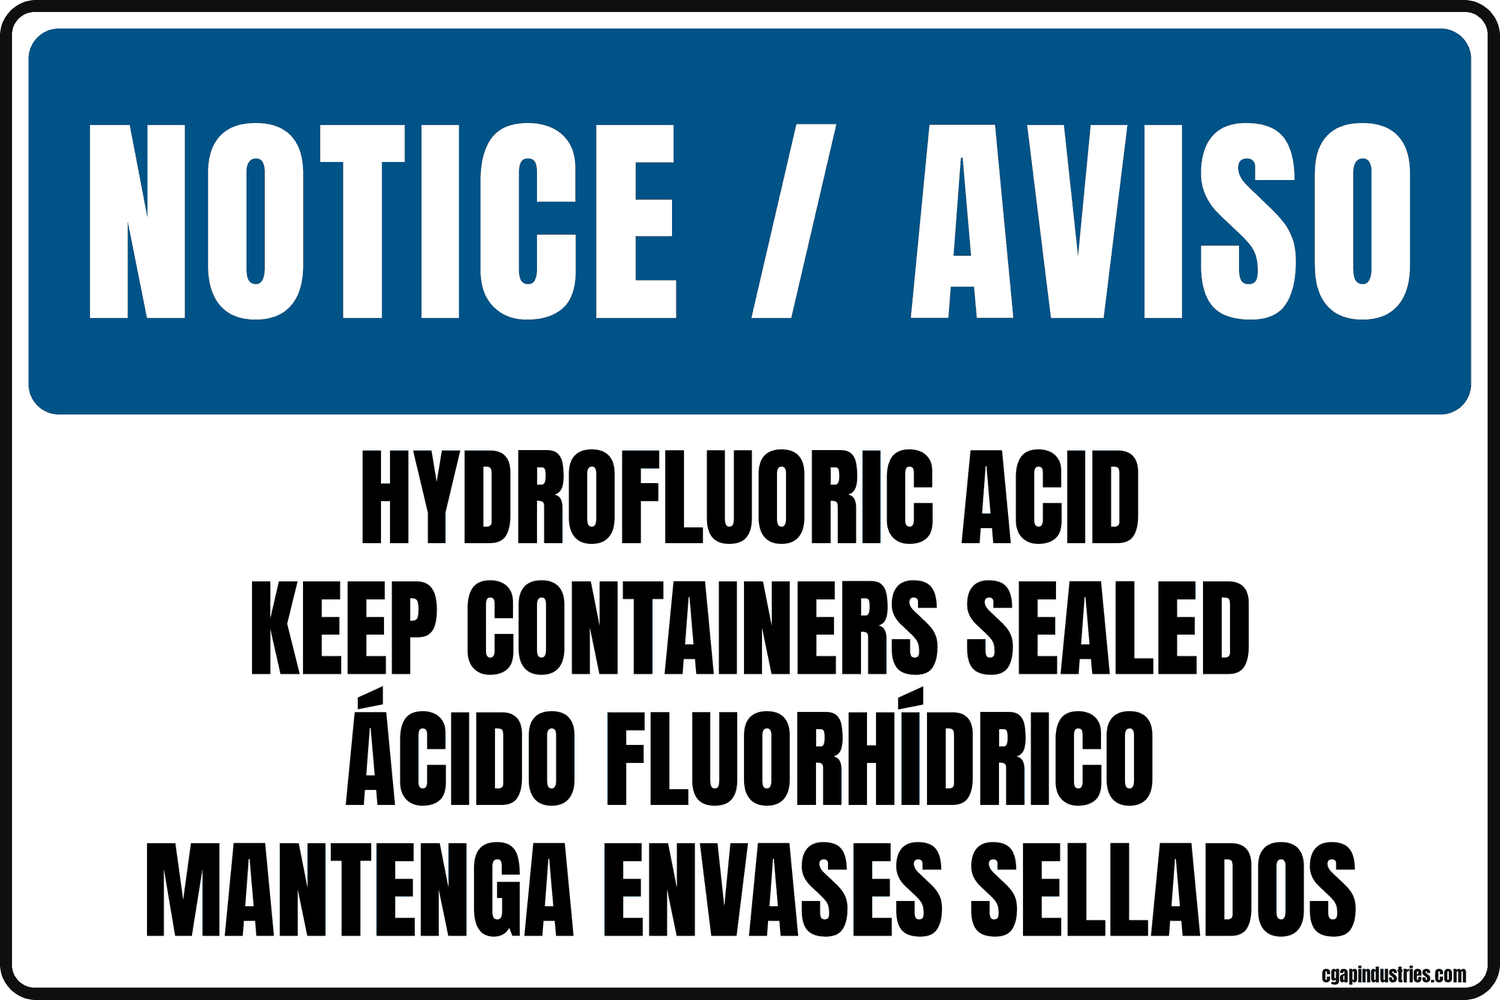 NOTICE / AVISO
HYDROFLUORIC ACID
KEEP CONTAINERS SEALED
ÁCIDO FLUORHÍDRICO
MANTENGA ENVASES SELLADOS
cgapindustries.com